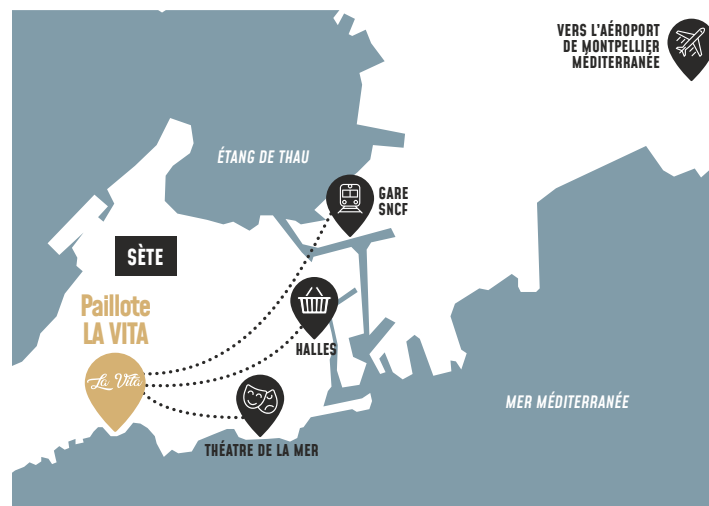 VERS L'AÉROPORT
DE MONTPELLIER
MÉDITERRANÉE
ÉTANG DE THAU
GARE
SNCF
SÈTE
Paillote
LA VITA
La Vita
HALLES
MER MÉDITERRANÉE
THÉATRE DE LA MER